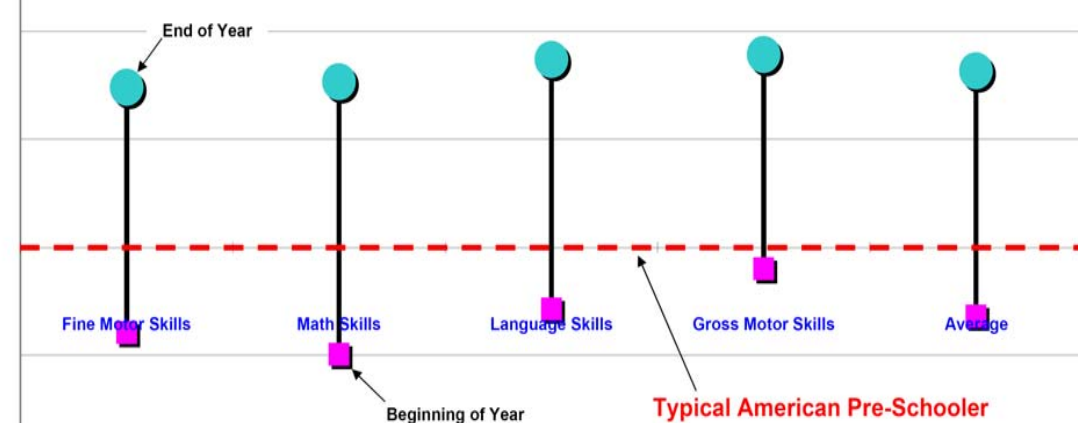 End of Year
Fine Motor Skills
Math Skills
Language Skills
Gross Motor Skills
Average
Beginning of Year
Typical American Pre-Schooler